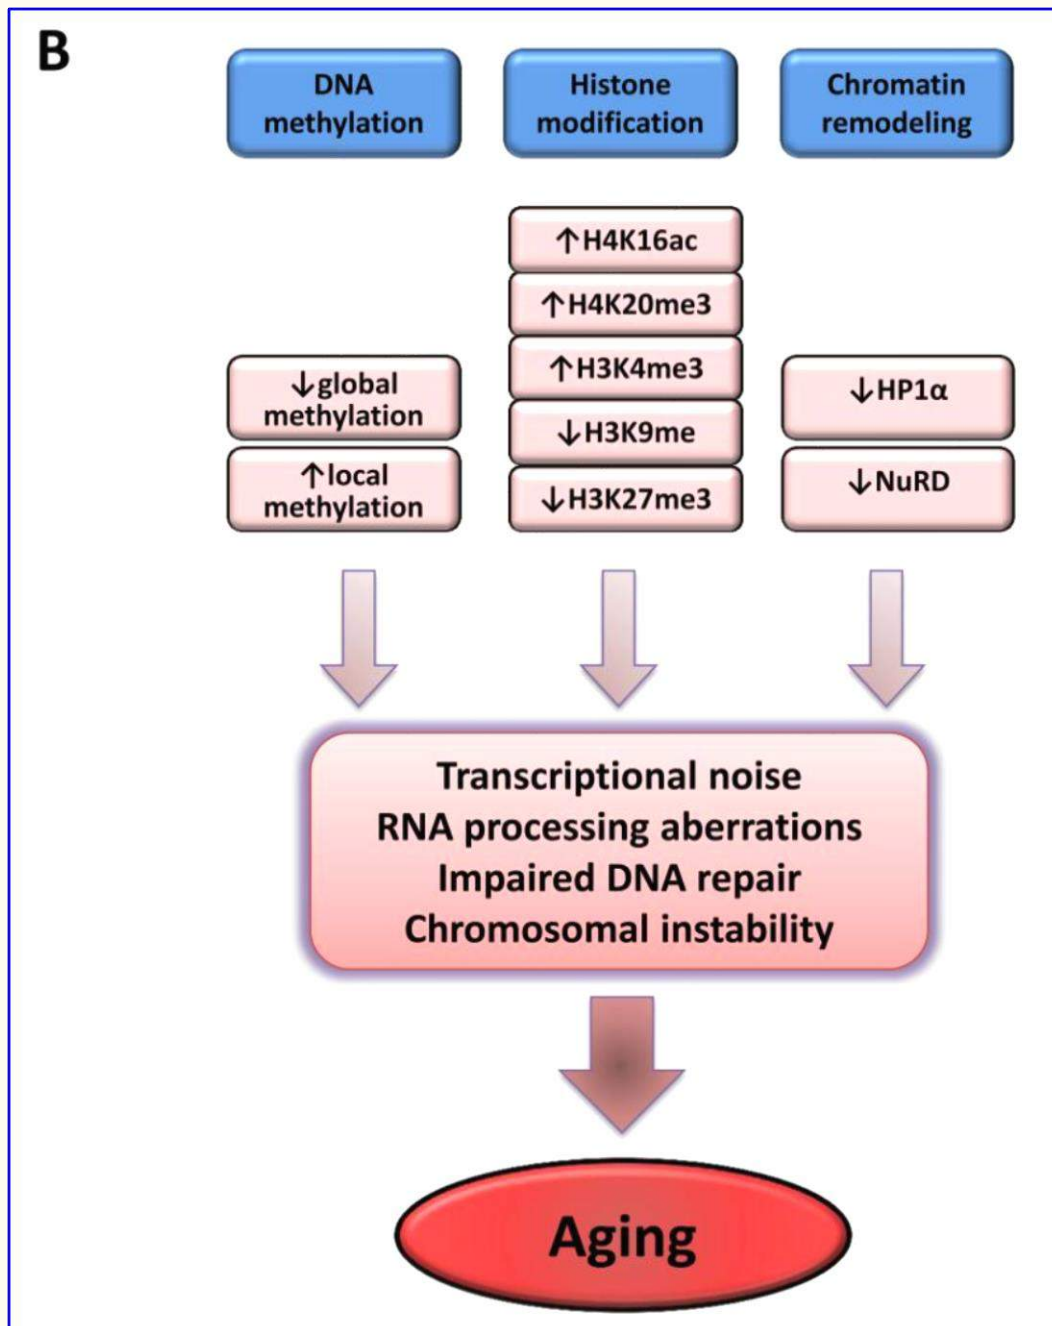 B
DNA
methylation
Histone
modification
Chromatin
remodeling
↓global
methylation
↑local
methylation
↑H4K16ac
↑H4K20me3
↑H3K4me3
↓H3K9me
↓H3K27me3
↓HP1α
↓NuRD
Transcriptional noise
RNA processing aberrations
Impaired DNA repair
Chromosomal instability
Aging